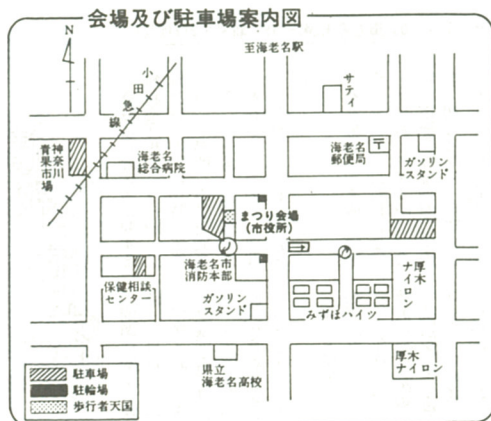 会場及び駐車場案内図
N
至海老名駅
小田急線
サティ
神奈川
青果市場
海老名
総合病院
海老名
郵便局
〒
ガソリン
スタンド
まつり会場
(市役所)
海老名市
消防本部
保健相談
センター
ガソリン
スタンド
みずほハイツ
厚木
ナイロン
県立
海老名高校
厚木
ナイロン
駐車場
駐輪場
歩行者天国